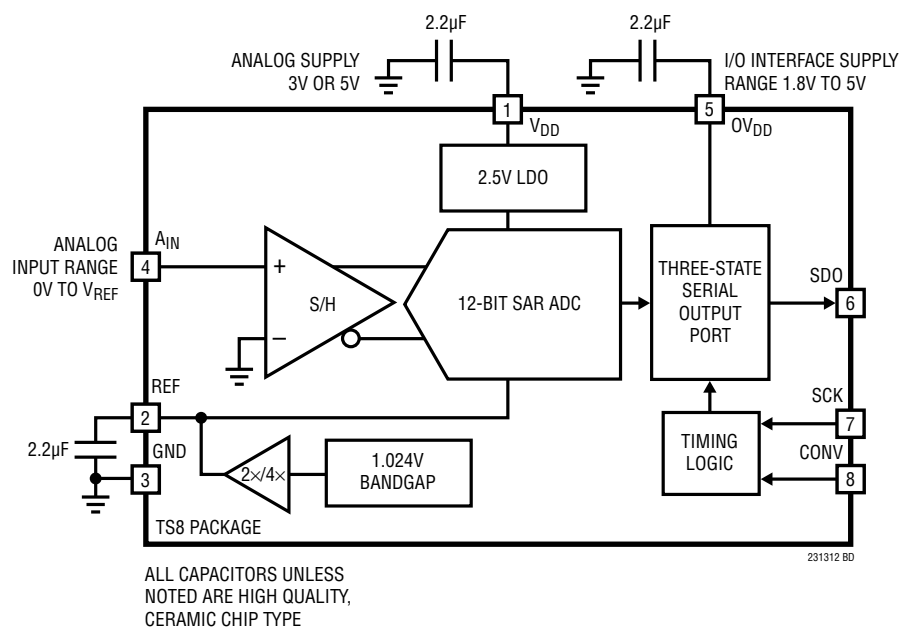 2.2µF
2.2µF
ANALOG SUPPLY
3V OR 5V
I/O INTERFACE SUPPLY
RANGE 1.8V TO 5V
1
VDD
5
OVDD
2.5V LDO
ANALOG
INPUT RANGE
0V TO VREF
AIN
4
+
S/H
–
12-BIT SAR ADC
THREE-STATE
SERIAL
OUTPUT
PORT
SDO
6
REF
2
2.2µF
GND
3
2×/4×
1.024V
BANDGAP
TIMING
LOGIC
SCK
7
CONV
8
TS8 PACKAGE
231312 BD
ALL CAPACITORS UNLESS
NOTED ARE HIGH QUALITY,
CERAMIC CHIP TYPE